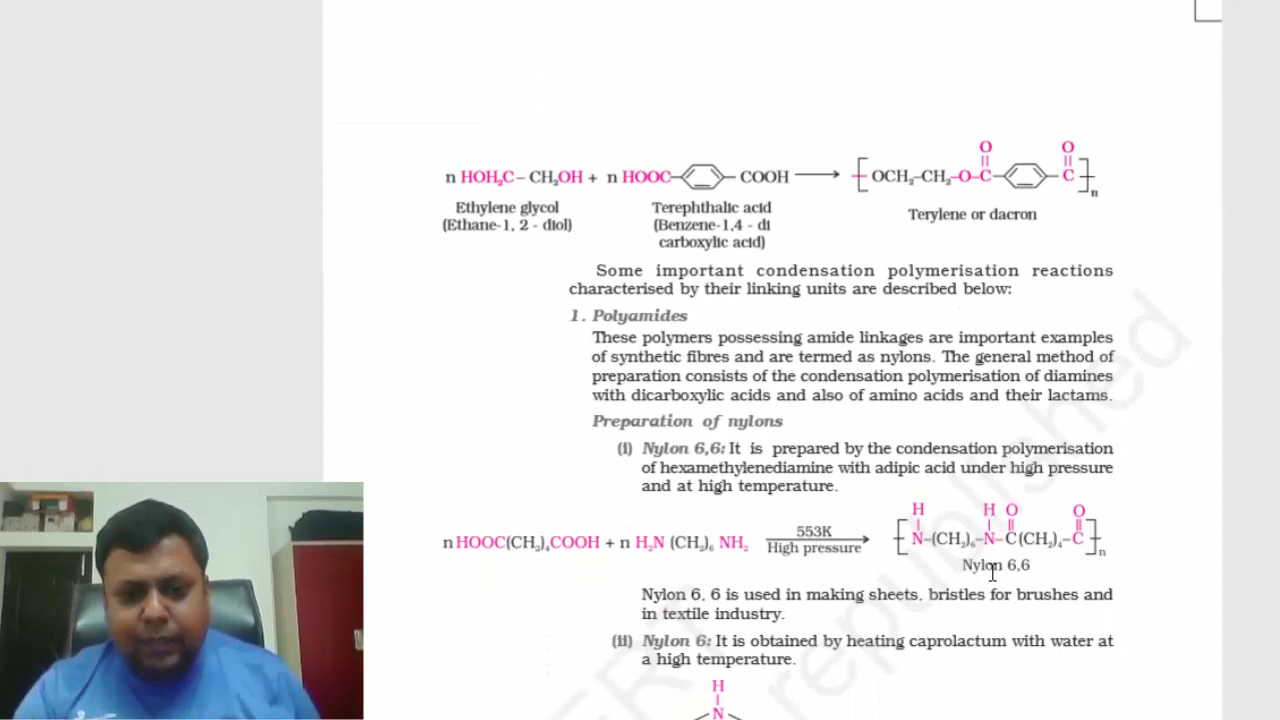 n HOH₂C – CH₂OH + n HOOC COOH ⟶ [ OCH₂–CH₂–O–C(=O) C(=O) ]n
Ethylene glycol
(Ethane-1, 2 - diol)
Terephthalic acid
(Benzene-1,4 - di
carboxylic acid)
Terylene or dacron
Some important condensation polymerisation reactions
characterised by their linking units are described below:
1. Polyamides
These polymers possessing amide linkages are important examples
of synthetic fibres and are termed as nylons. The general method of
preparation consists of the condensation polymerisation of diamines
with dicarboxylic acids and also of amino acids and their lactams.
Preparation of nylons
(i) Nylon 6,6: It is prepared by the condensation polymerisation
of hexamethylenediamine with adipic acid under high pressure
and at high temperature.
H H O O
n HOOC(CH₂)₄COOH + n H₂N (CH₂)₆ NH₂ 553K High pressure ⟶ [ N–(CH₂)₆–N–C(CH₂)₄–C ]n
Nylon 6,6
Nylon 6, 6 is used in making sheets, bristles for brushes and
in textile industry.
(ii) Nylon 6: It is obtained by heating caprolactum with water at
a high temperature.
H
N
republished